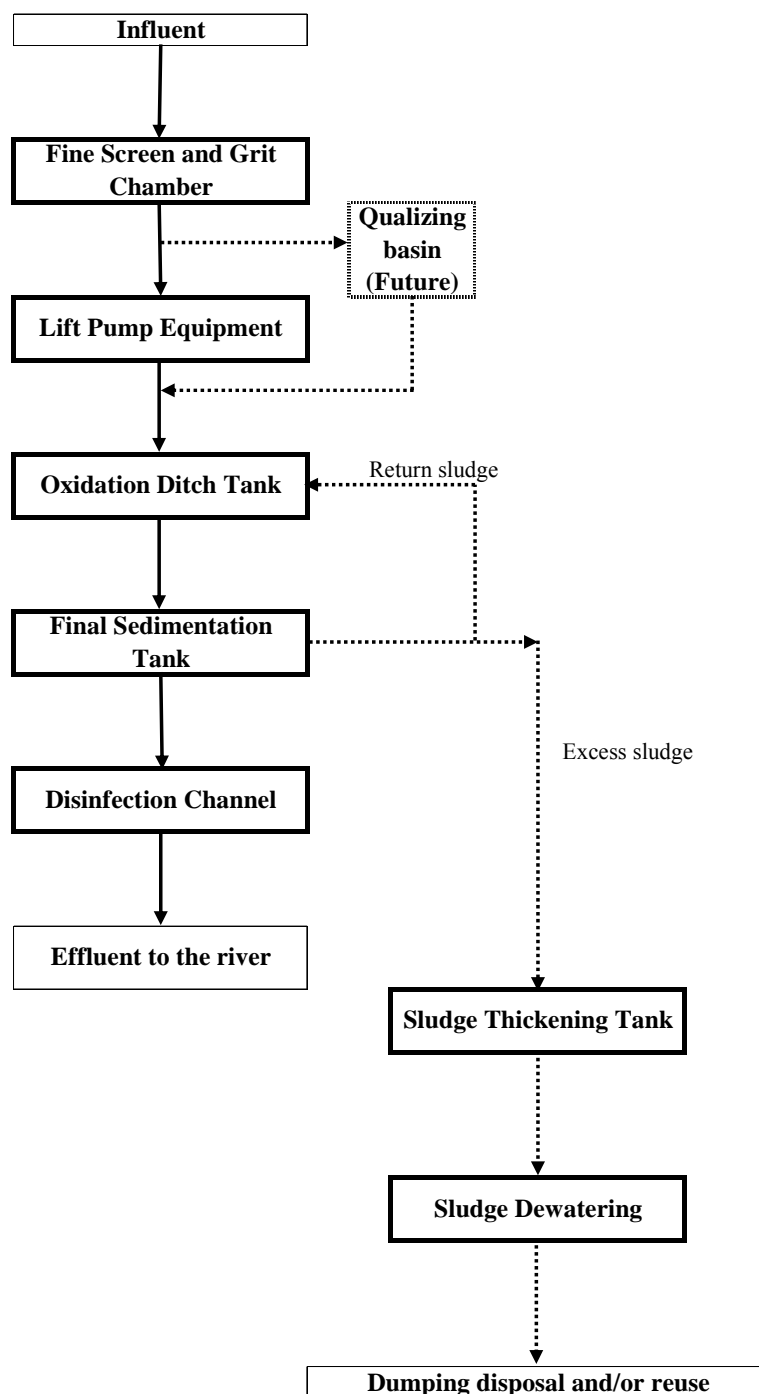 Influent
Fine Screen and Grit
Chamber
Qualizing
basin
(Future)
Lift Pump Equipment
Return sludge
Oxidation Ditch Tank
Final Sedimentation
Tank
Excess sludge
Disinfection Channel
Effluent to the river
Sludge Thickening Tank
Sludge Dewatering
Dumping disposal and/or reuse